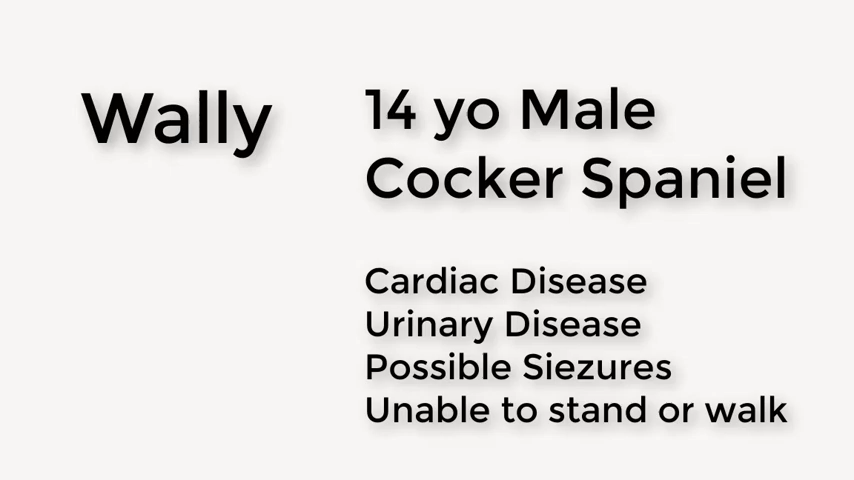 Wally
14 yo Male
Cocker Spaniel
Cardiac Disease
Urinary Disease
Possible Siezures
Unable to stand or walk